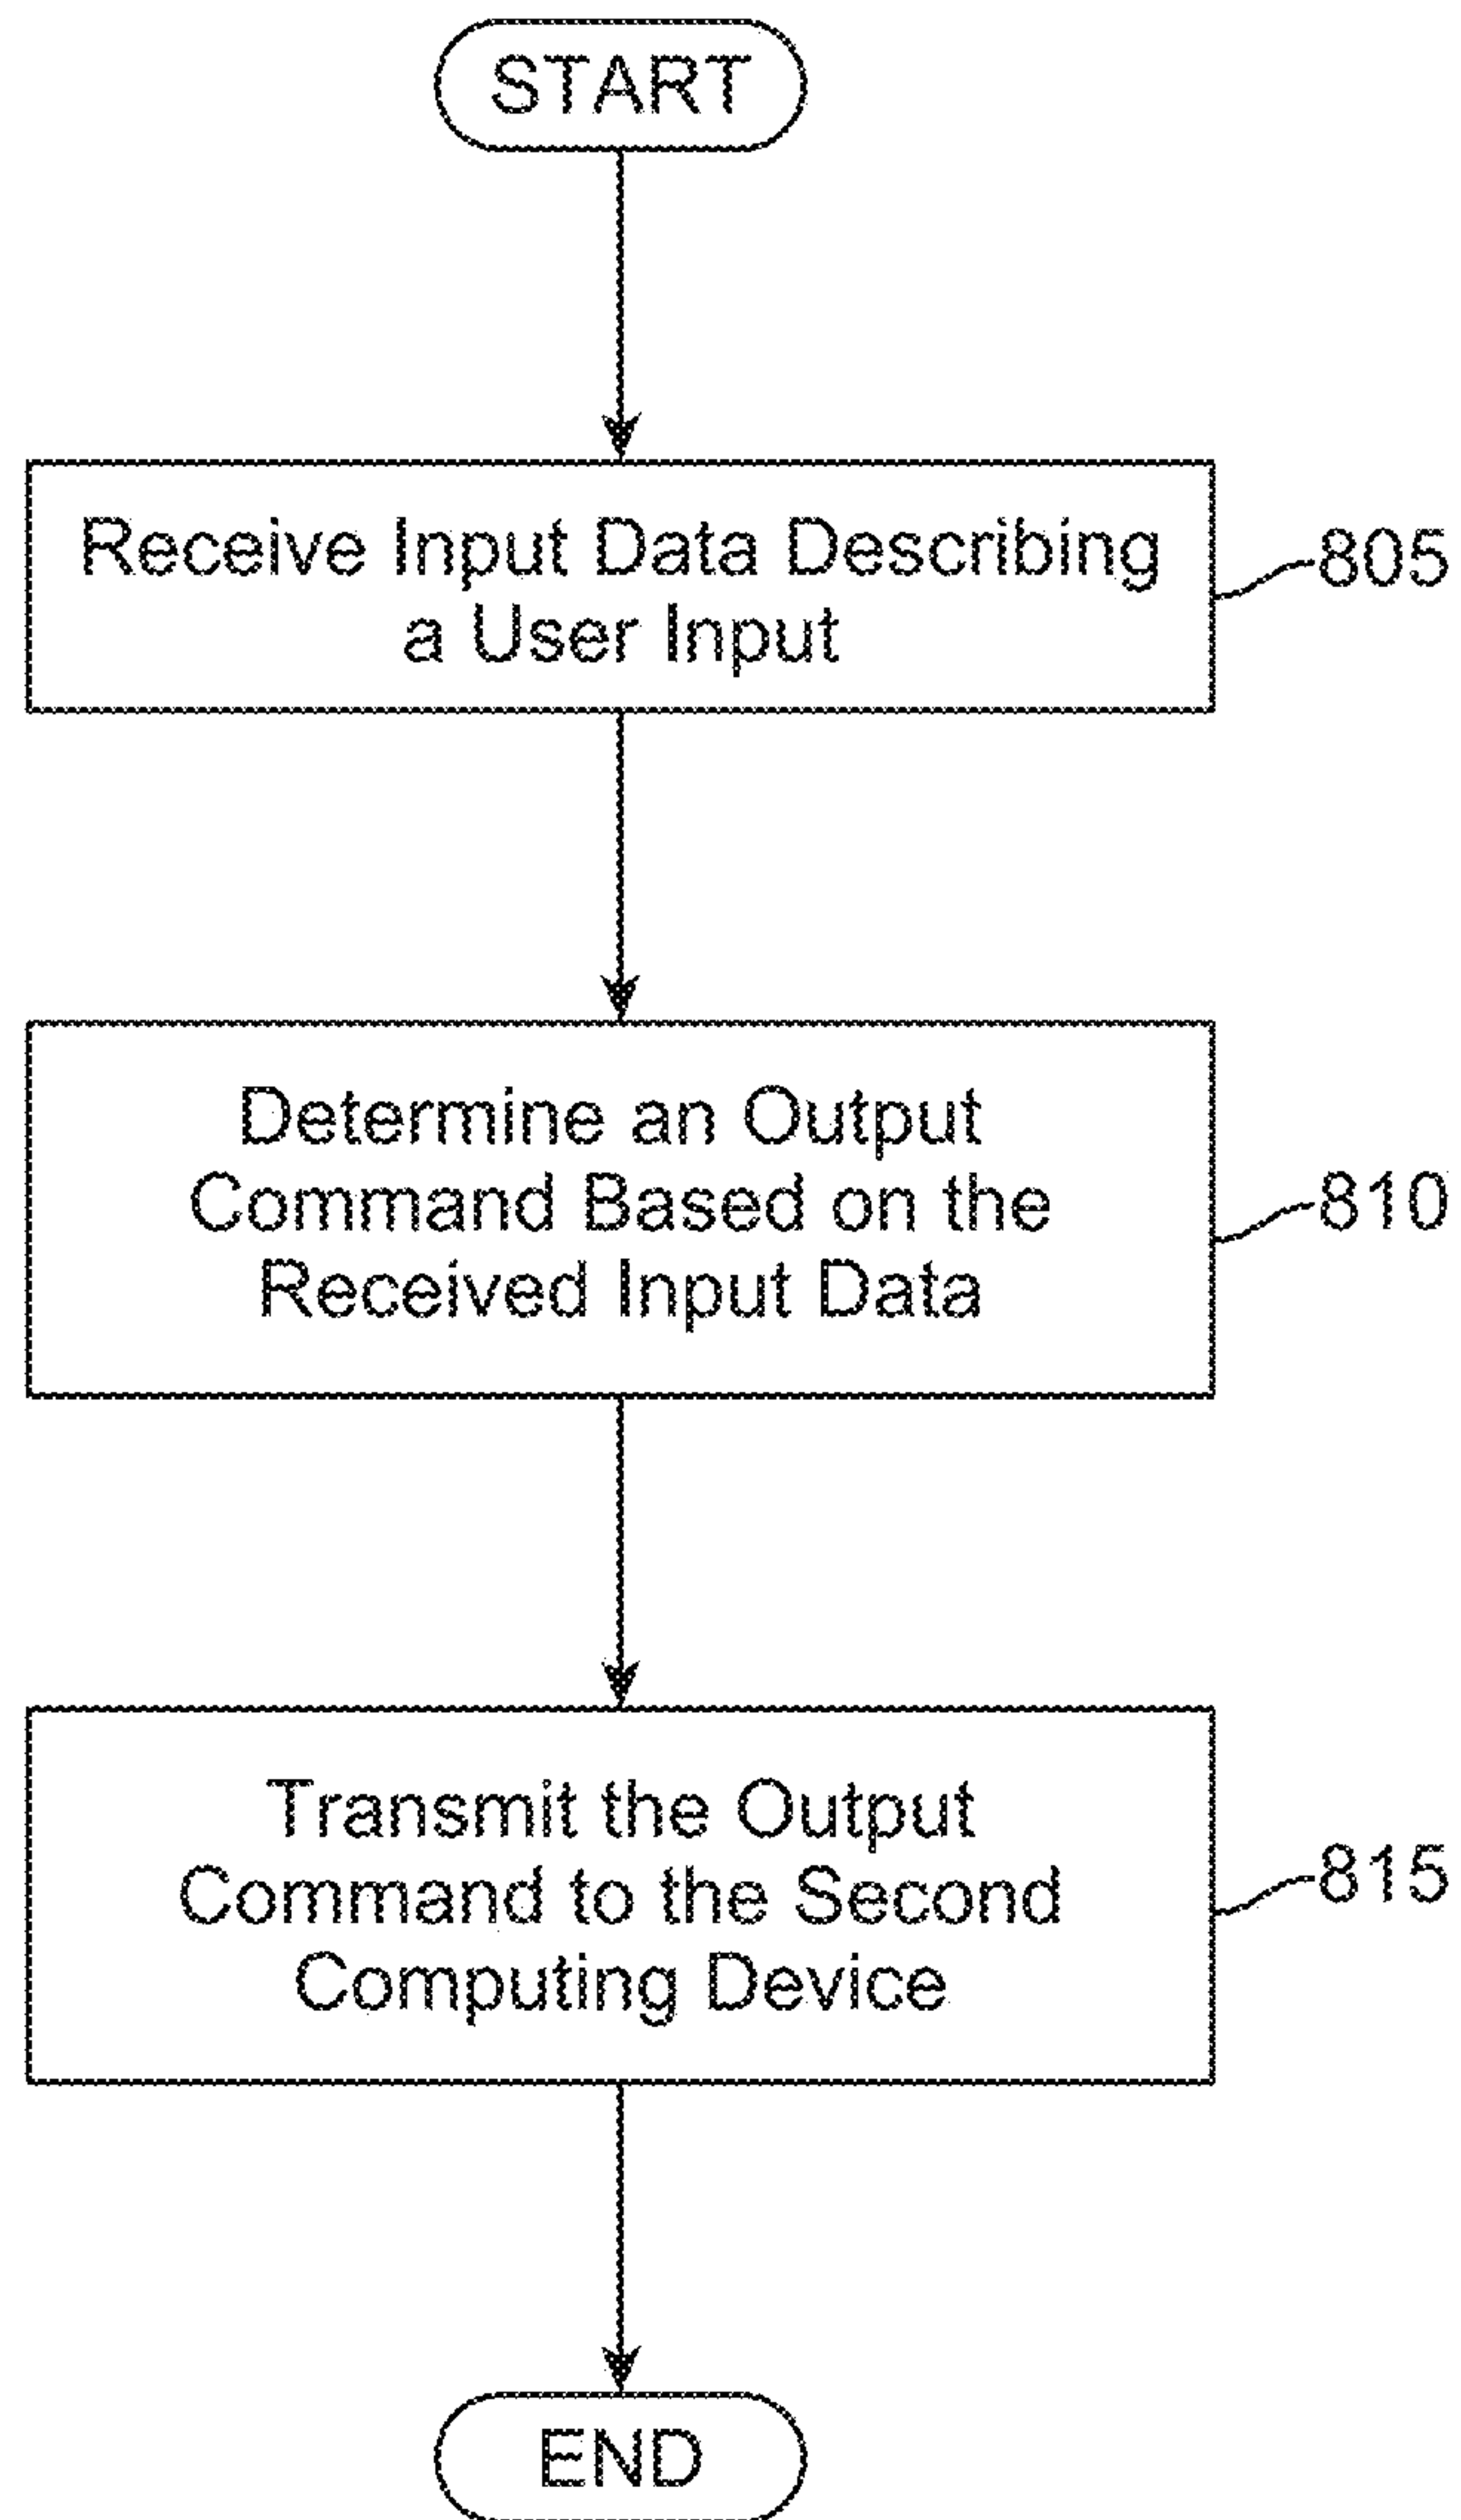 START
Receive Input Data Describing
a User Input
805
Determine an Output
Command Based on the
Received Input Data
810
Transmit the Output
Command to the Second
Computing Device
815
END